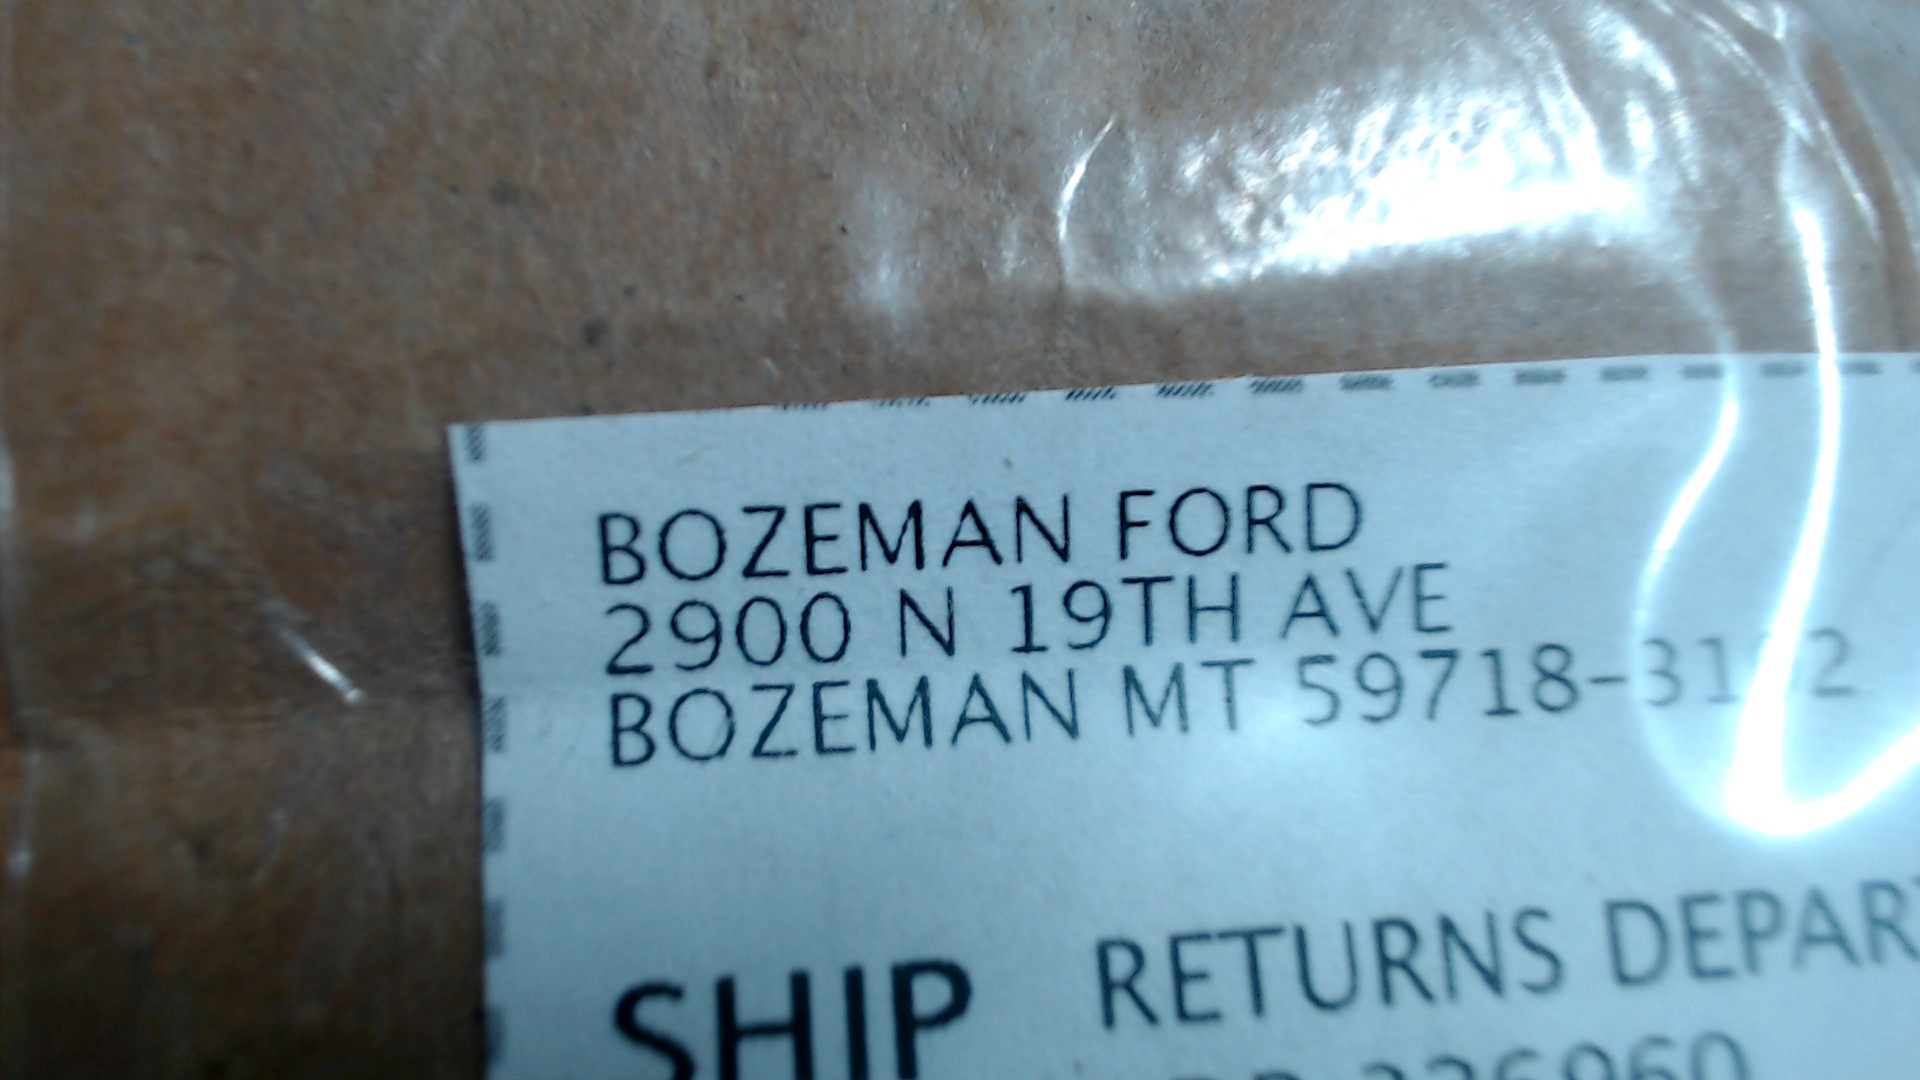 BOZEMAN FORD
2900 N 19TH AVE
BOZEMAN MT
SHIP RETURNS